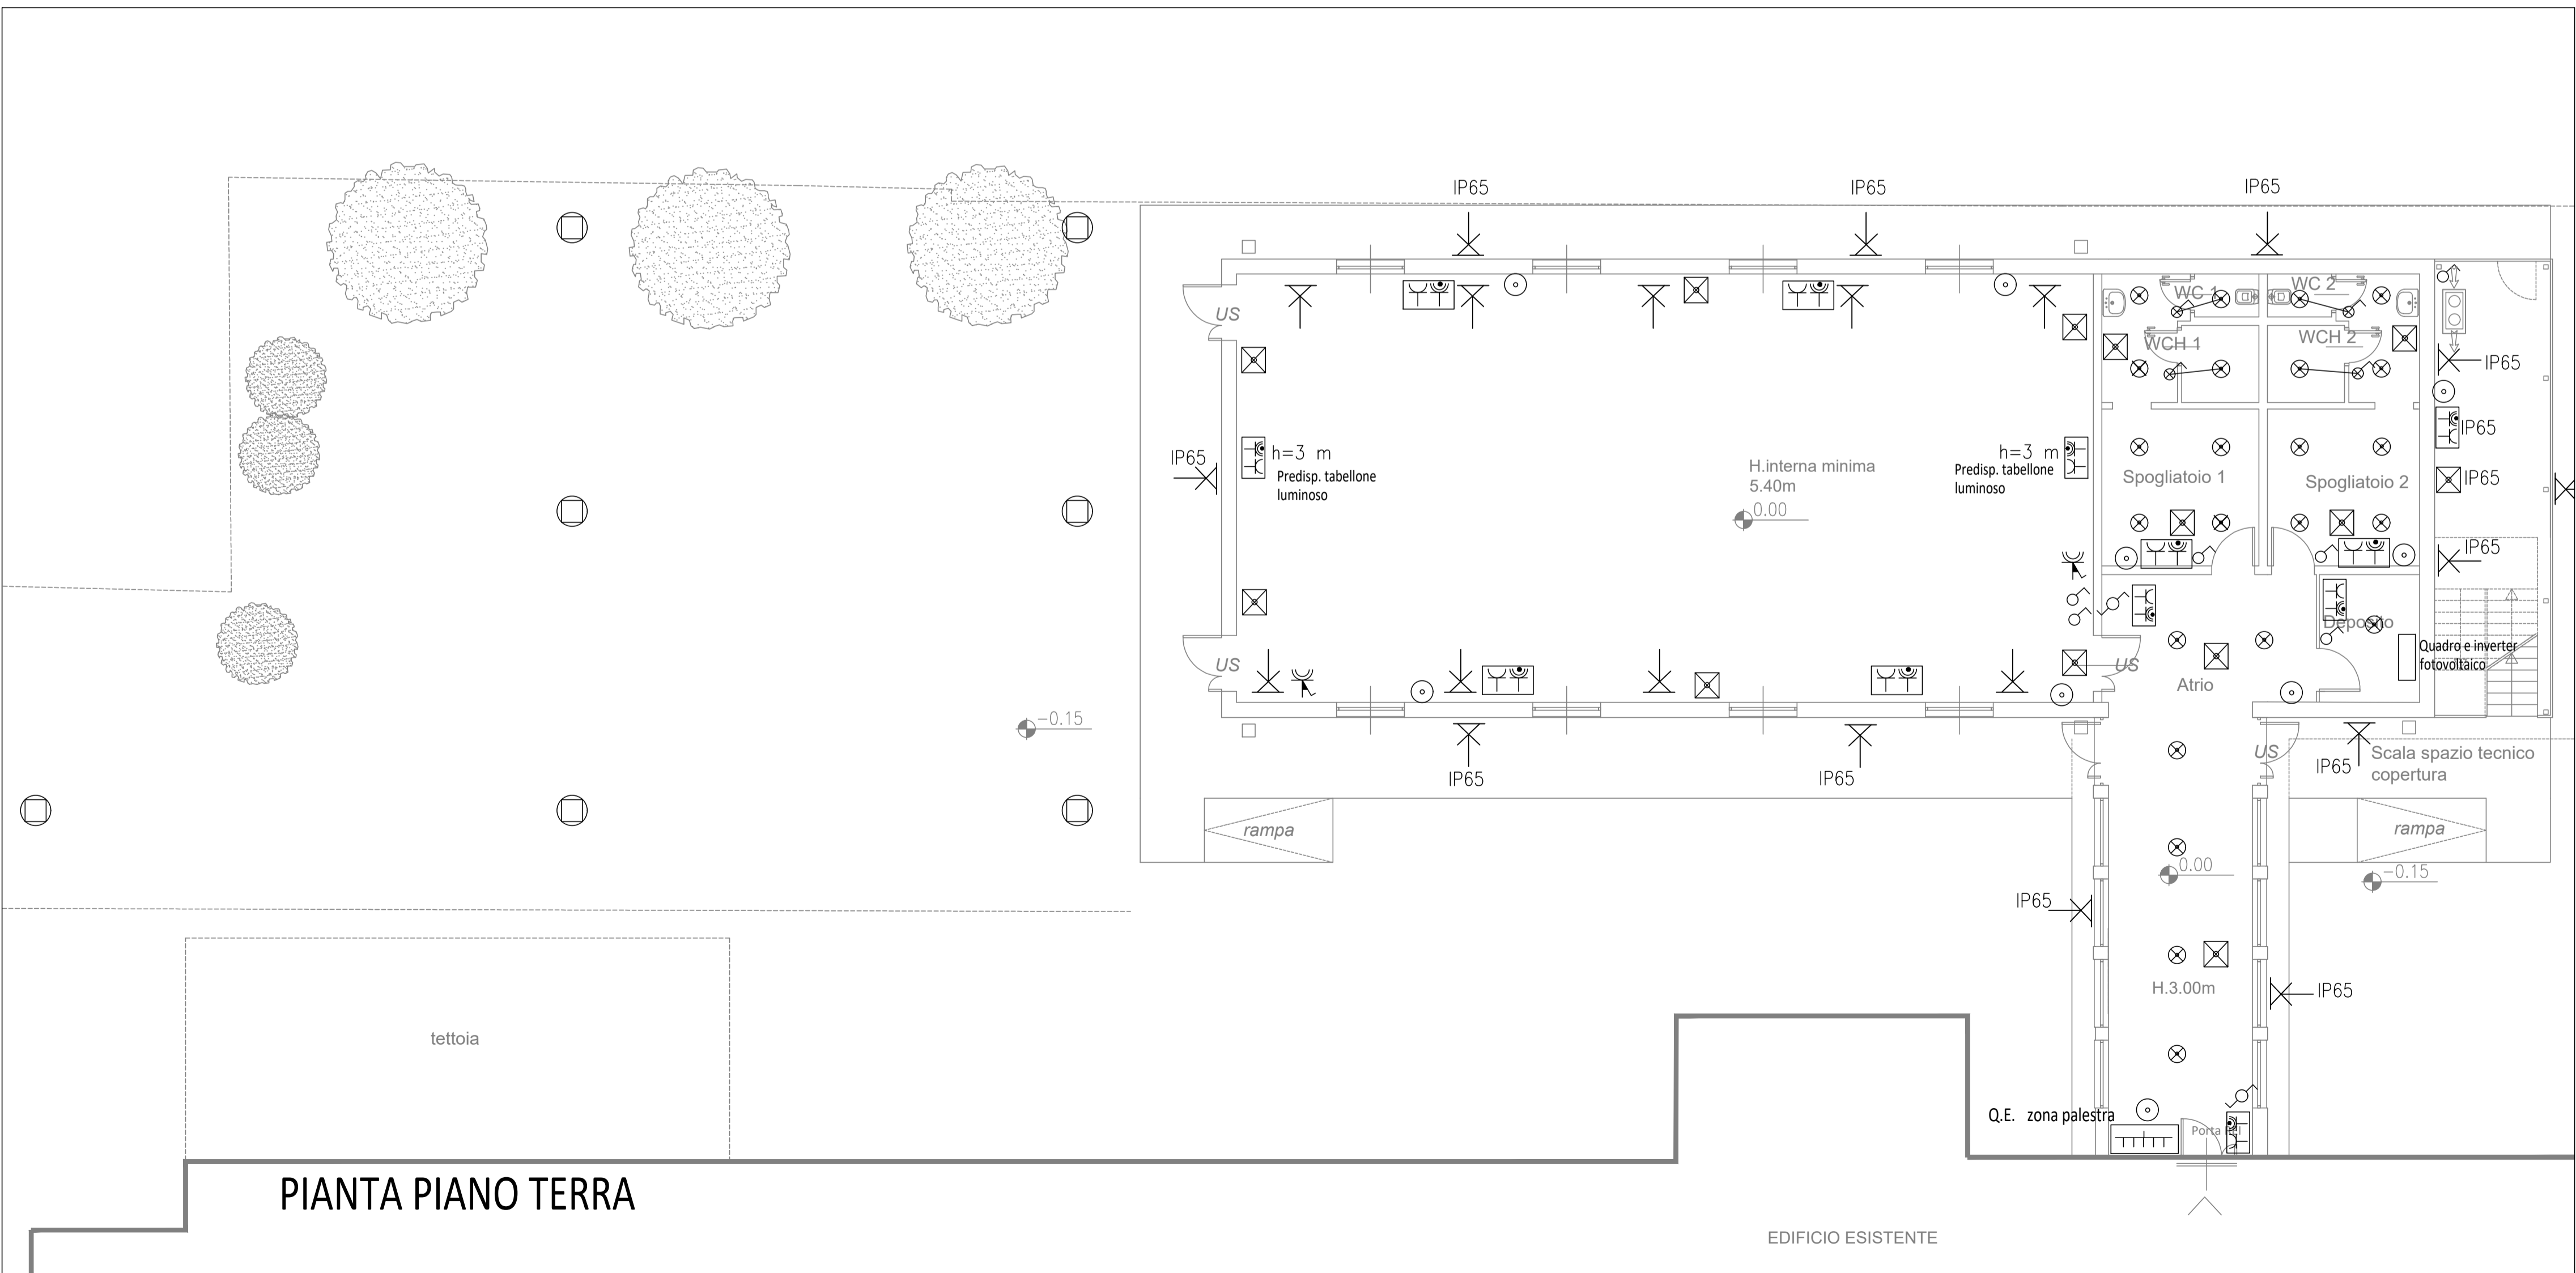 IP65
IP65
IP65
US
WC 1
WC 2
WCH 1
WCH 2
IP65
IP65
IP65
IP65
IP65
h=3 m
Predisp. tabellone
luminoso
H.interna minima
5.40m
0.00
h=3 m
Predisp. tabellone
luminoso
Spogliatoio 1
Spogliatoio 2
US
US
Atrio
Deposito
Quadro e inverter
fotovoltaico
-0.15
IP65
IP65
US
IP65
Scala spazio tecnico
copertura
rampa
rampa
0.00
-0.15
IP65
H.3.00m
IP65
tettoia
Q.E. zona palestra
Porta
PIANTA PIANO TERRA
EDIFICIO ESISTENTE